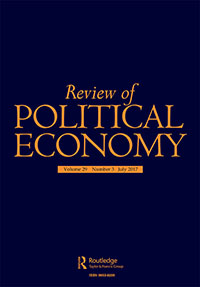 Review of
POLITICAL
ECONOMY
Volume 29 Number 3 July 2017
Routledge
Taylor & Francis Group